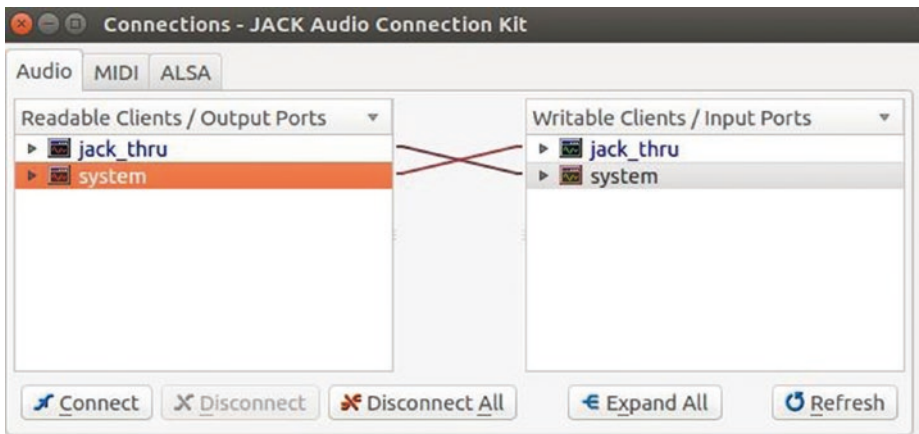 Connections - JACK Audio Connection Kit
Audio MIDI ALSA
Readable Clients / Output Ports
jack_thru
system
Writable Clients / Input Ports
jack_thru
system
Connect Disconnect Disconnect All Expand All Refresh